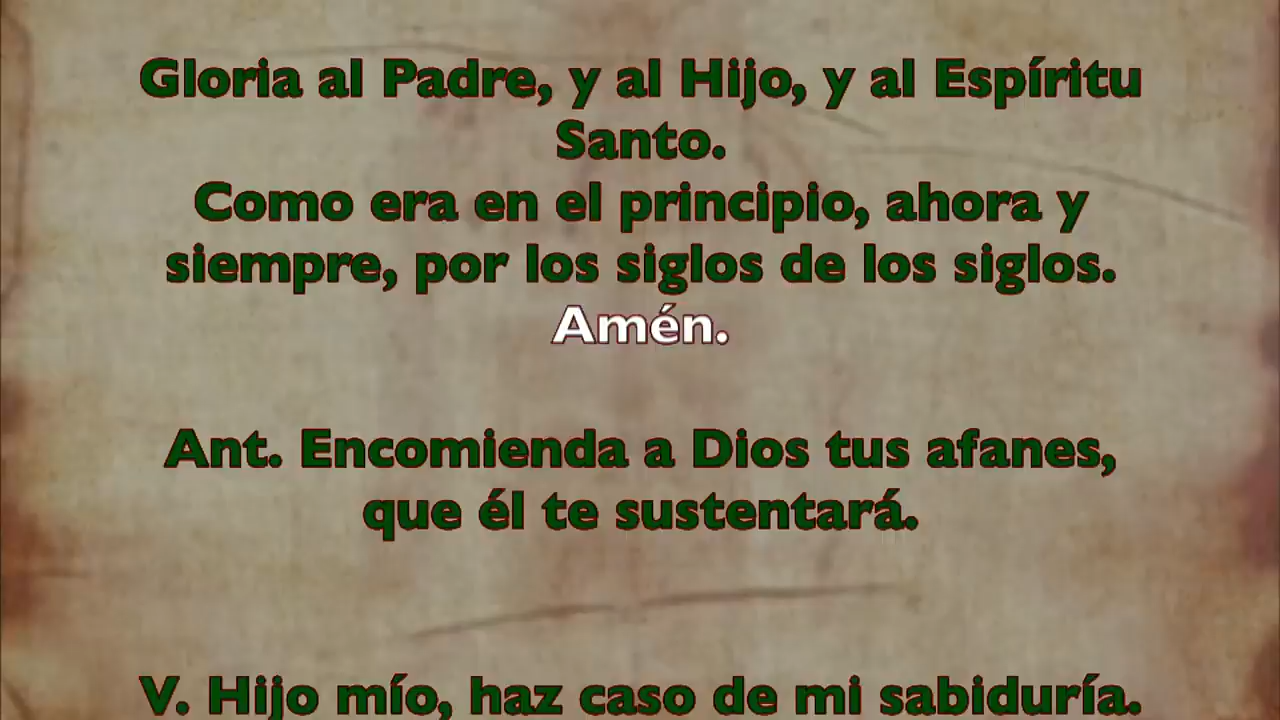 Gloria al Padre, y al Hijo, y al Espíritu
Santo.
Como era en el principio, ahora y
siempre, por los siglos de los siglos.
Amén.
Ant. Encomienda a Dios tus afanes,
que él te sustentará.
V. Hijo mío, haz caso de mi sabiduría.